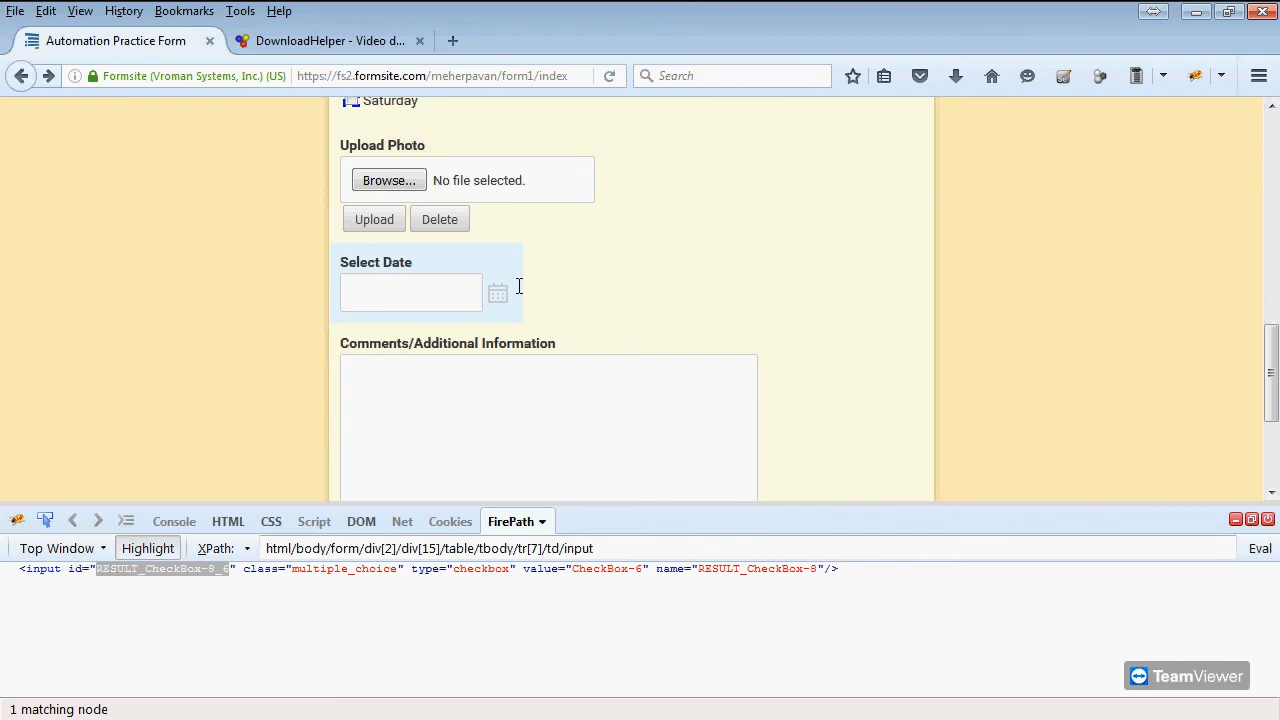 File Edit View History Bookmarks Tools Help
Automation Practice Form
DownloadHelper - Video d...
Formsite (Vroman Systems, Inc.) (US) https://fs2.formsite.com/meherpavan/form1/index
Search
Saturday
Upload Photo
Browse... No file selected.
Upload Delete
Select Date
Comments/Additional Information
Console HTML CSS Script DOM Net Cookies FirePath
Top Window Highlight XPath: html/body/form/div[2]/div[15]/table/tbody/tr[7]/td/input Eval
<input id="RESULT_CheckBox-8_6" class="multiple_choice" type="checkbox" value="CheckBox-6" name="RESULT_CheckBox-8"/>
TeamViewer
1 matching node